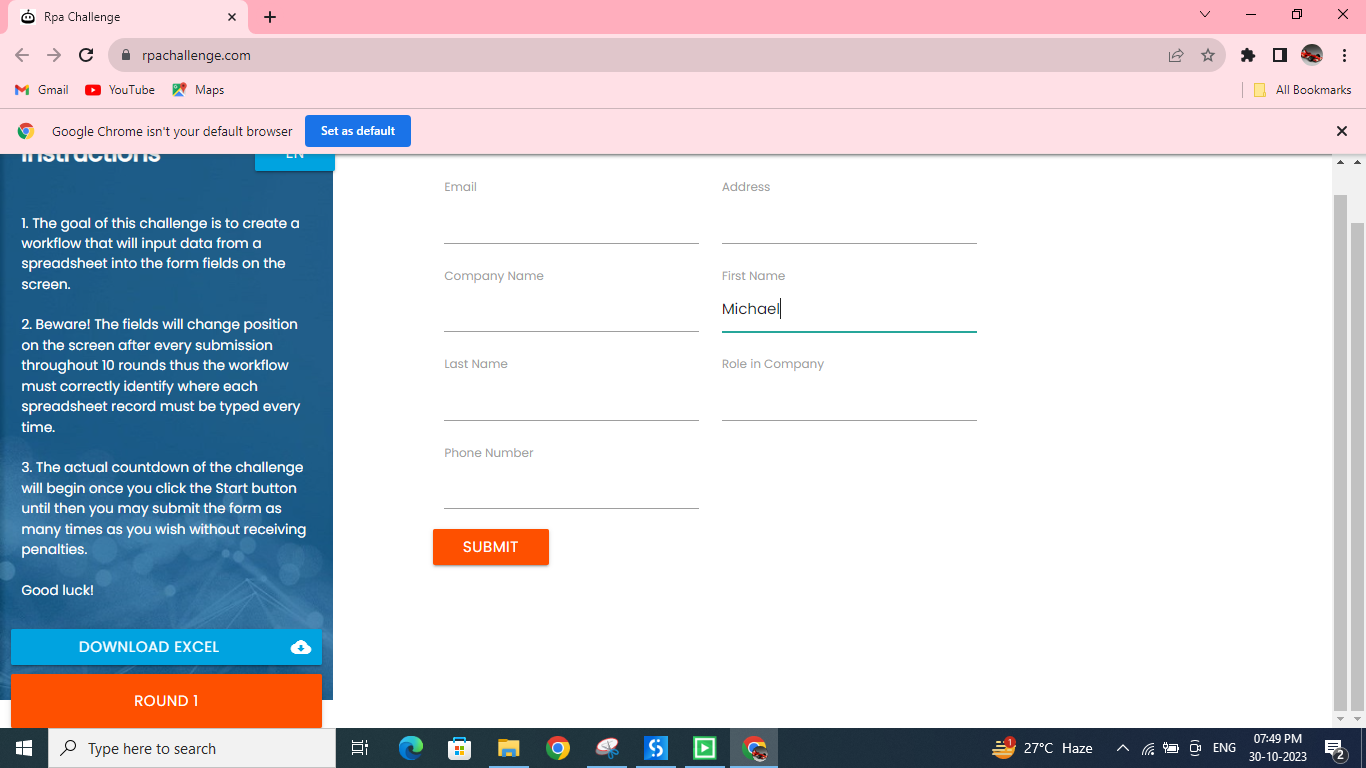 Rpa Challenge
rpachallenge.com
Gmail
YouTube
Maps
All Bookmarks
Google Chrome isn't your default browser
Set as default
Instructions
EN
1. The goal of this challenge is to create a
workflow that will input data from a
spreadsheet into the form fields on the
screen.
2. Beware! The fields will change position
on the screen after every submission
throughout 10 rounds thus the workflow
must correctly identify where each
spreadsheet record must be typed every
time.
3. The actual countdown of the challenge
will begin once you click the Start button
until then you may submit the form as
many times as you wish without receiving
penalties.
Good luck!
DOWNLOAD EXCEL
ROUND 1
Email
Address
Company Name
First Name
Michael
Last Name
Role in Company
Phone Number
SUBMIT
Type here to search
1
27°C Haze
ENG
07:49 PM
30-10-2023
2